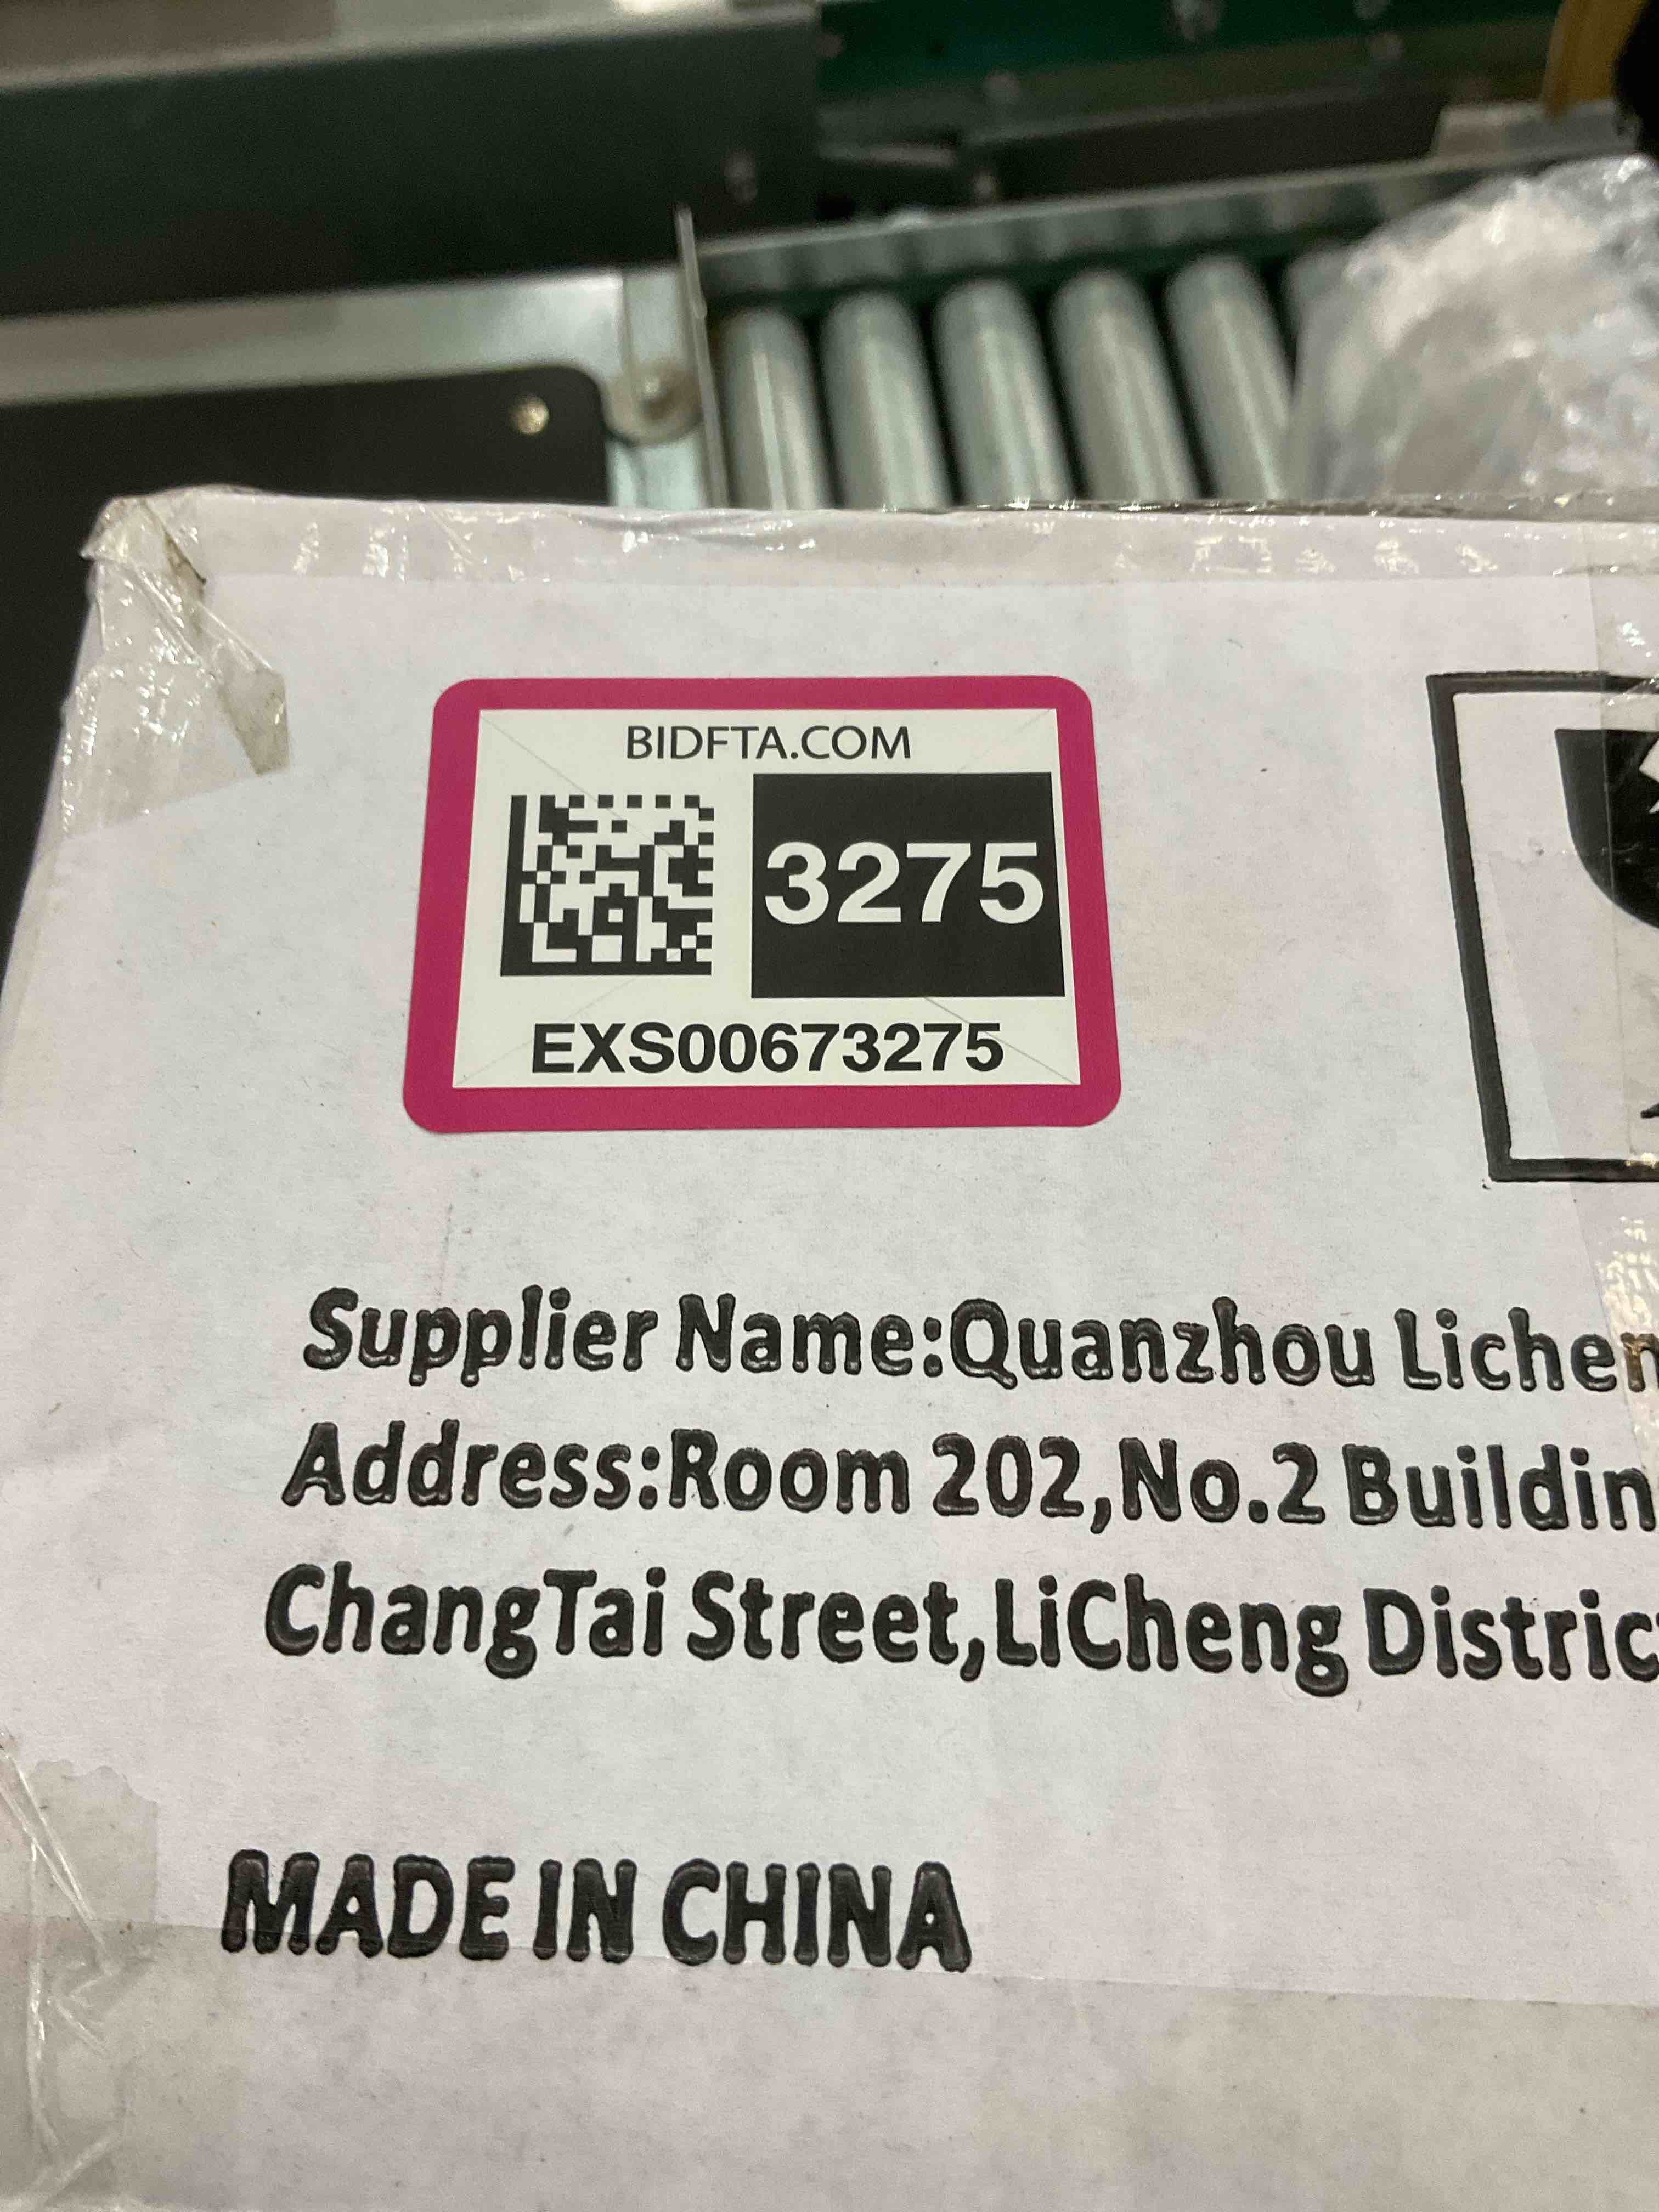 BIDFTA.COM
3275
EXS00673275
Supplier Name:Quanzhou Lichen
Address:Room 202,No.2 Buildin
ChangTai Street,LiCheng Distric
MADE IN CHINA